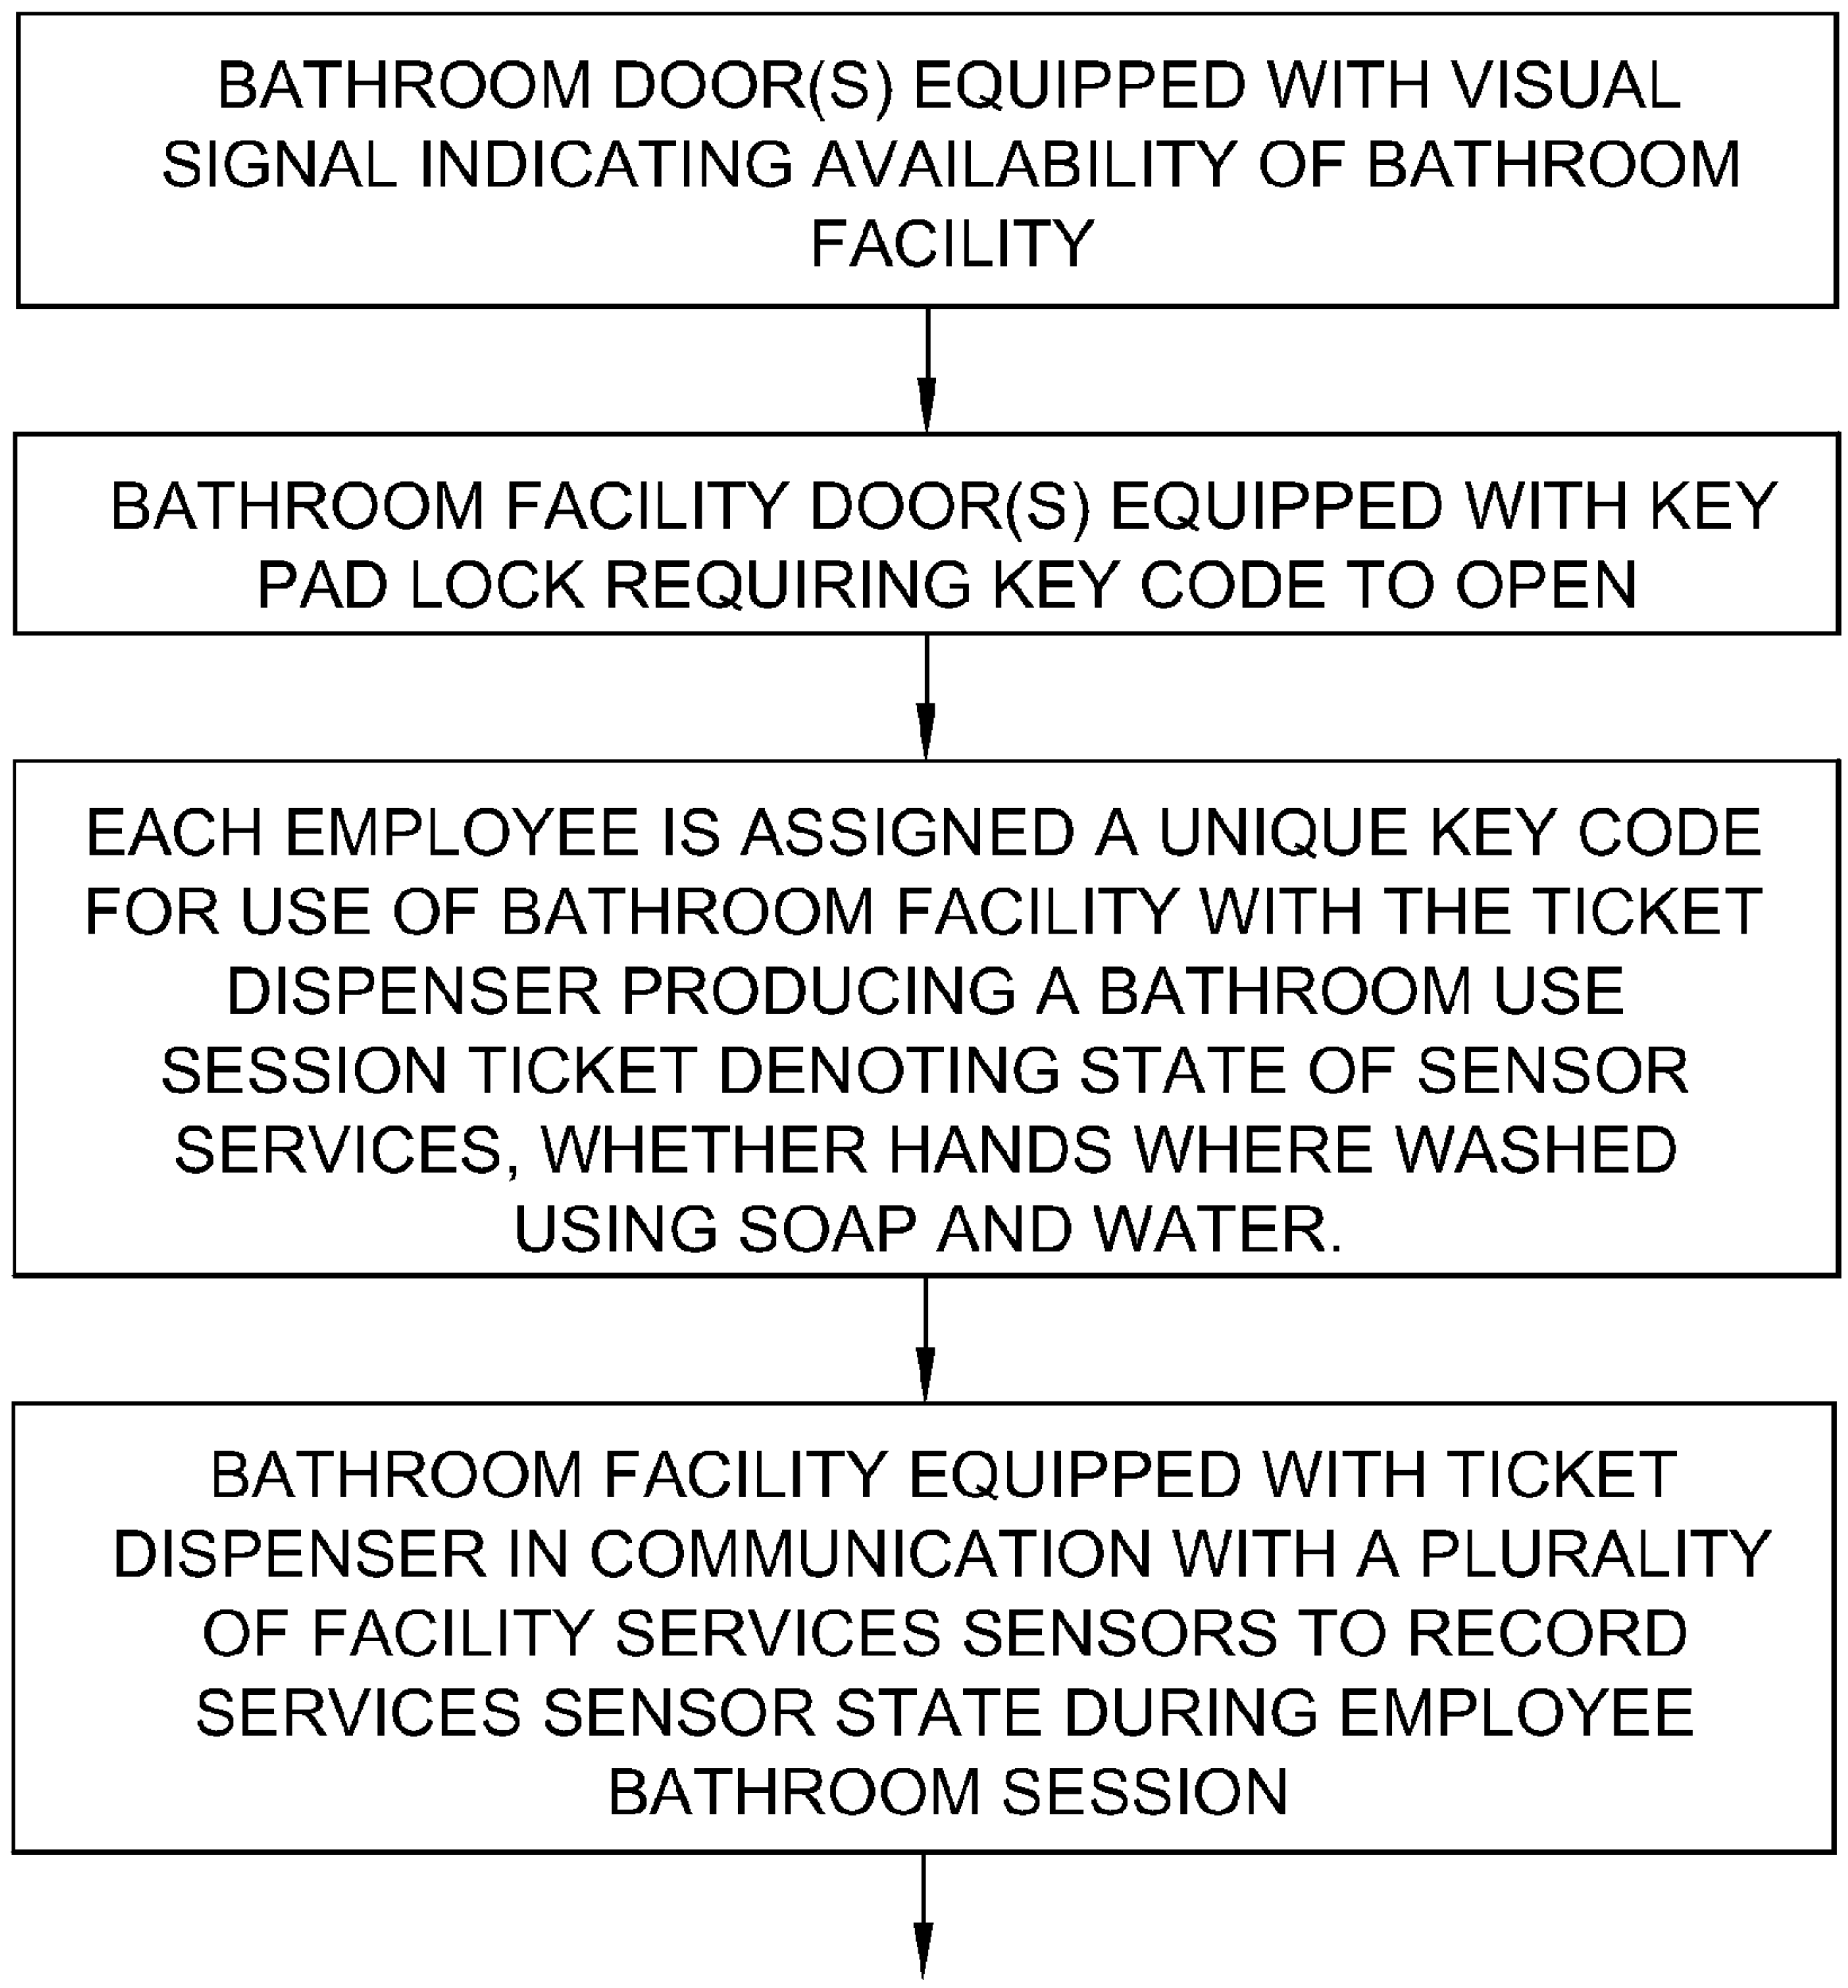 BATHROOM DOOR(S) EQUIPPED WITH VISUAL
SIGNAL INDICATING AVAILABILITY OF BATHROOM
FACILITY
BATHROOM FACILITY DOOR(S) EQUIPPED WITH KEY
PAD LOCK REQUIRING KEY CODE TO OPEN
EACH EMPLOYEE IS ASSIGNED A UNIQUE KEY CODE
FOR USE OF BATHROOM FACILITY WITH THE TICKET
DISPENSER PRODUCING A BATHROOM USE
SESSION TICKET DENOTING STATE OF SENSOR
SERVICES, WHETHER HANDS WHERE WASHED
USING SOAP AND WATER.
BATHROOM FACILITY EQUIPPED WITH TICKET
DISPENSER IN COMMUNICATION WITH A PLURALITY
OF FACILITY SERVICES SENSORS TO RECORD
SERVICES SENSOR STATE DURING EMPLOYEE
BATHROOM SESSION